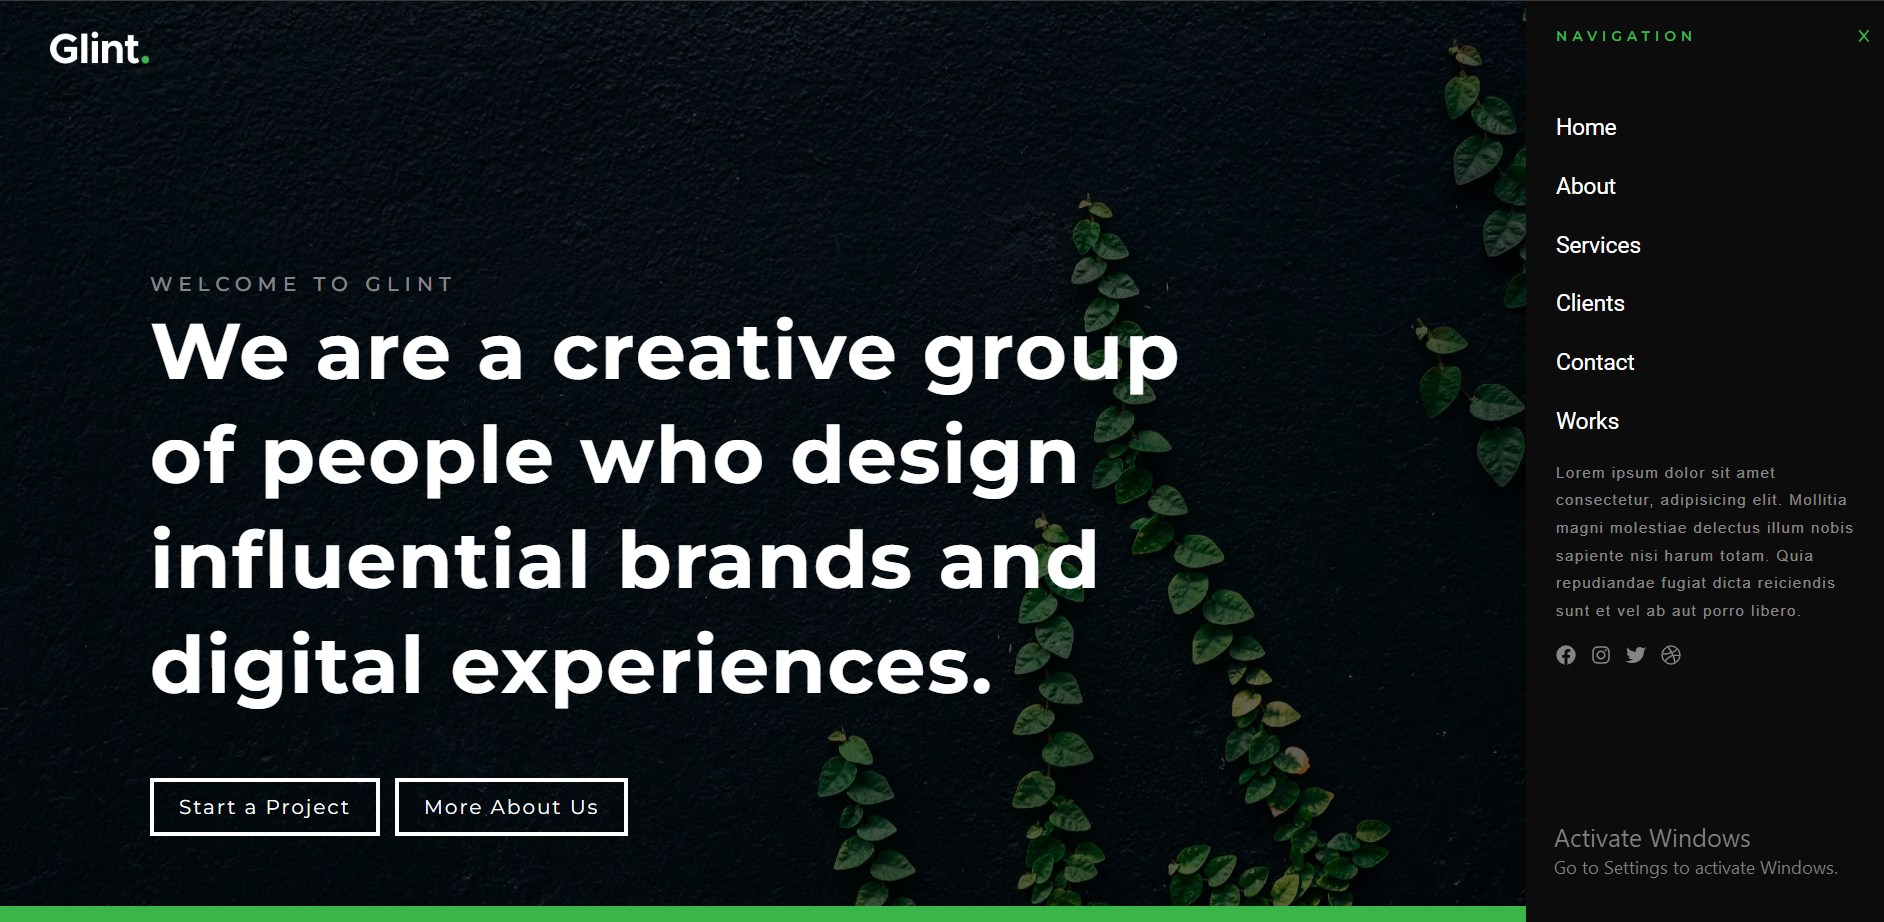 Glint.
WELCOME TO GLINT
We are a creative group
of people who design
influential brands and
digital experiences.
Start a Project
More About Us
NAVIGATION
X
Home
About
Services
Clients
Contact
Works
Lorem ipsum dolor sit amet
consectetur, adipisicing elit. Mollitia
magni molestiae delectus illum nobis
sapiente nisi harum totam. Quia
repudiandae fugiat dicta reiciendis
sunt et vel ab aut porro libero.
Activate Windows
Go to Settings to activate Windows.